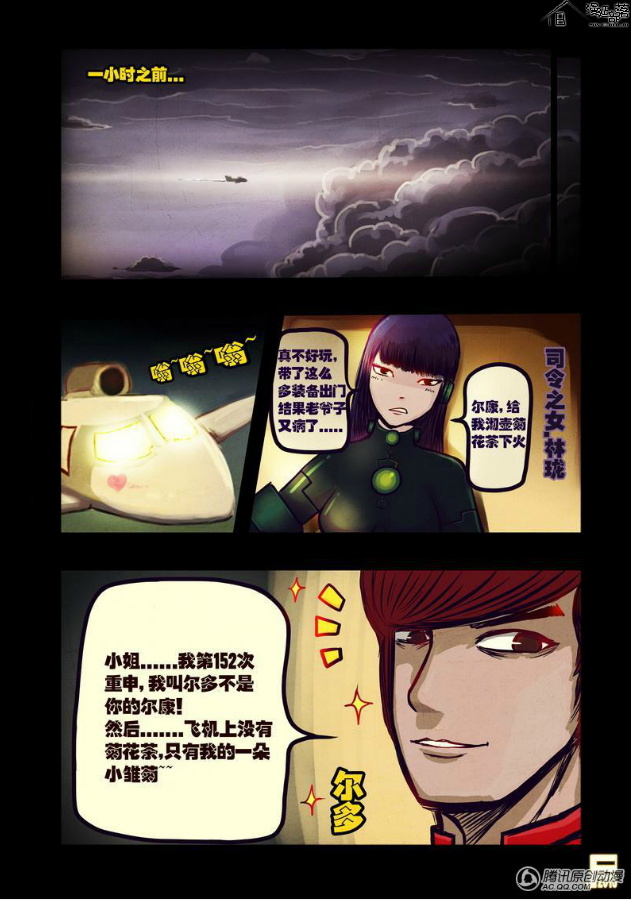 漫画部落
一小时之前...
嗡~嗡~嗡~
真不好玩，
带了这么
多装备出门
结果老爷子
又病了.....
尔康，给
我沏壶菊
花茶下火
司令之女，林珑
小姐......我第152次
重申，我叫尔多不是
你的尔康！
然后.......飞机上没有
菊花茶，只有我的一朵
小雏菊~~
尔多
腾讯原创动漫
AC.QQ.COM